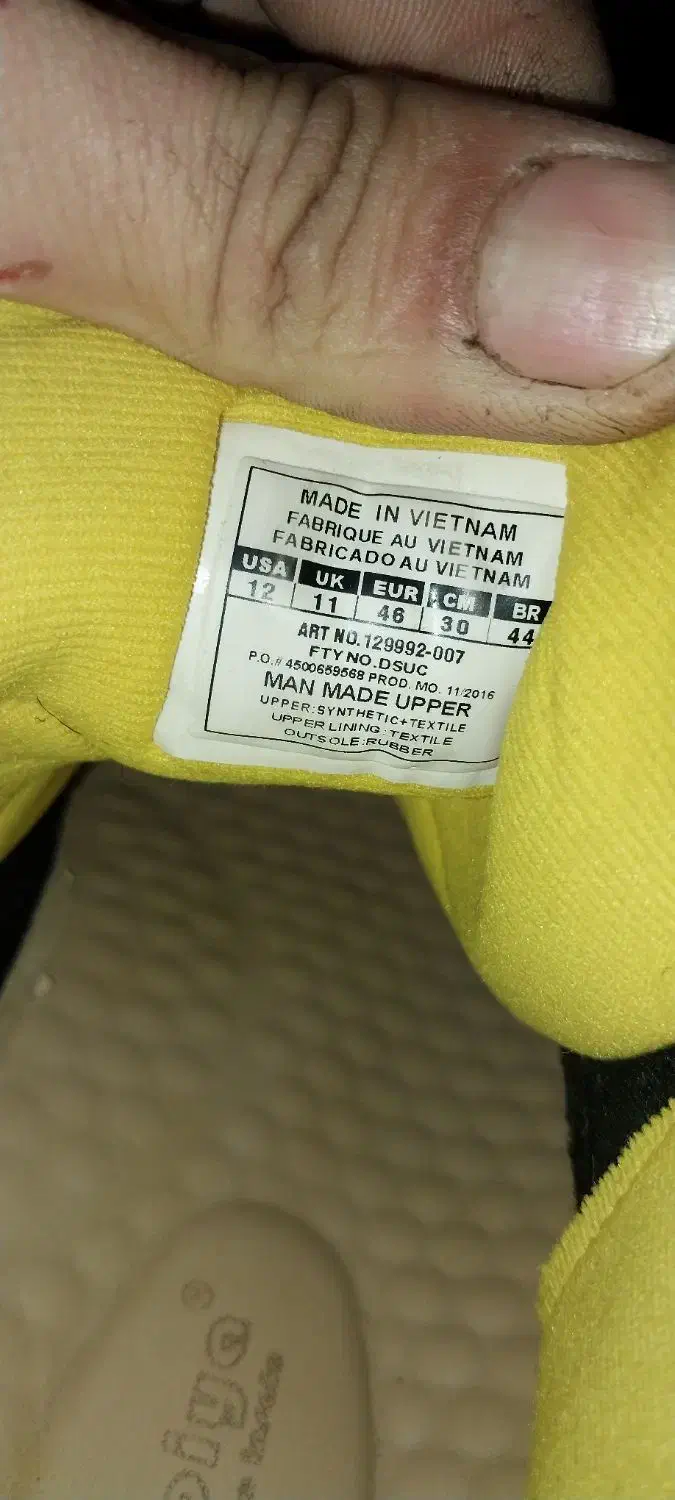 MADE IN VIETNAM
FABRIQUE AU VIETNAM
FABRICADO AU VIETNAM
USA UK EUR CM BR
12 11 46 30 44
ART NO.129992-007
FTY NO.DSUC
P.O.# 4500659568 PROD. MO. 11/2016
MAN MADE UPPER
UPPER:SYNTHETIC+TEXTILE
UPPER LINING:TEXTILE
OUTSOLE:RUBBER
®